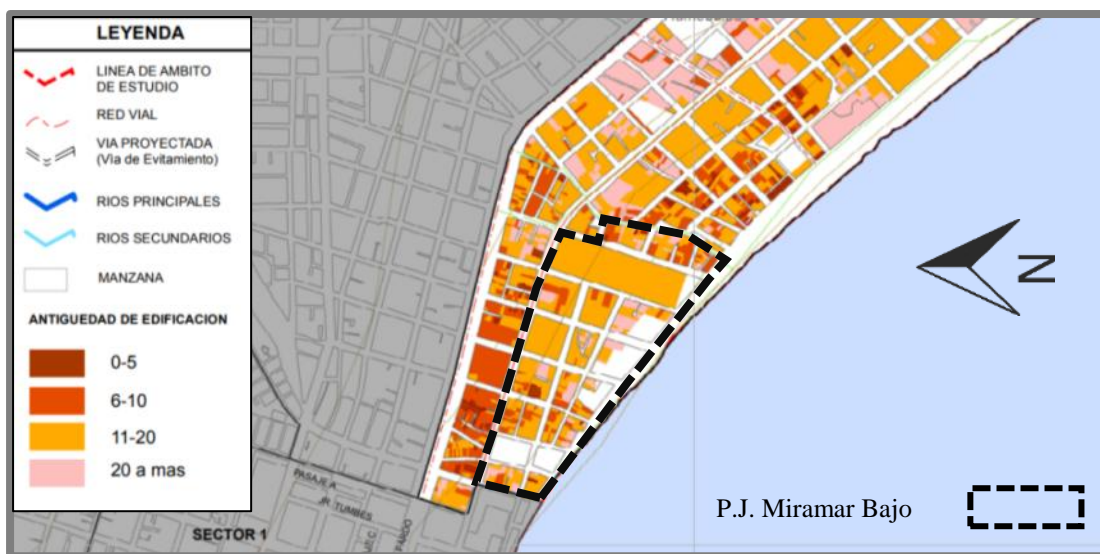 LEYENDA
LINEA DE AMBITO
DE ESTUDIO
RED VIAL
VIA PROYECTADA
(Via de Evitamiento)
RIOS PRINCIPALES
RIOS SECUNDARIOS
MANZANA
ANTIGUEDAD DE EDIFICACION
0-5
6-10
11-20
20 a mas
N
PASAJE A
JR. TUMBES
PARDO
SECTOR 1
P.J. Miramar Bajo